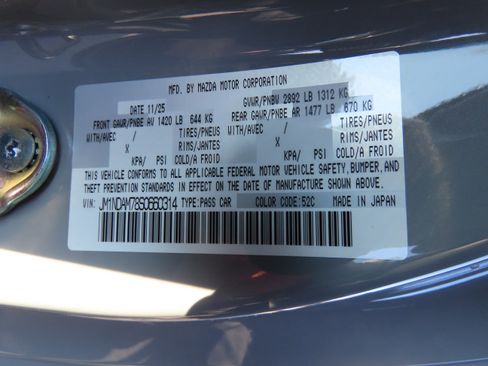 MFD. BY MAZDA MOTOR CORPORATION
DATE 11/25 GVWR/PNBV 2892 LB 1312 KG
FRONT GAWR/PNBE AV 1420 LB 644 KG REAR GAWR/PNBE AR 1477 LB 670 KG
WITH/AVEC / TIRES/PNEUS WITH/AVEC / TIRES/PNEUS
X RIMS/JANTES X RIMS/JANTES
KPA/ PSI COLD/A FROID KPA/ PSI COLD/A FROID
THIS VEHICLE CONFORMS TO ALL APPLICABLE FEDERAL MOTOR VEHICLE SAFETY, BUMPER, AND
THEFT PREVENTION STANDARDS IN EFFECT ON THE DATE OF MANUFACTURE SHOWN ABOVE.
VIN: JM1NDAM78S0660314 TYPE:PASS CAR COLOR CODE:52C MADE IN JAPAN